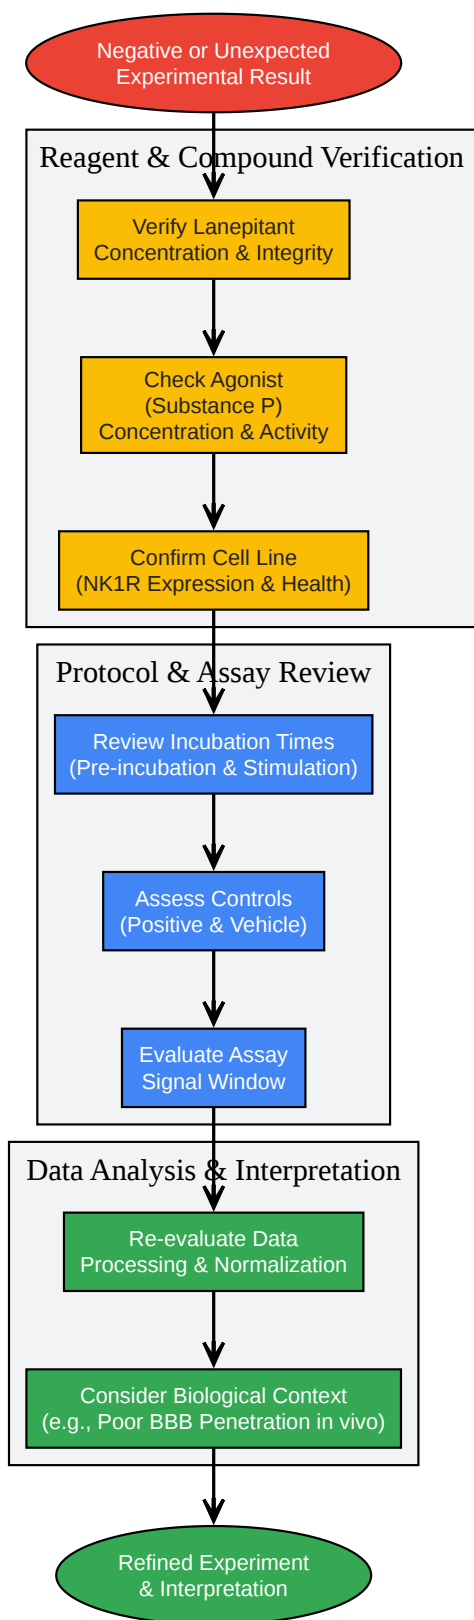 Negative or Unexpected
Experimental Result
Reagent & Compound Verification
Verify Lanepitant
Concentration & Integrity
Check Agonist
(Substance P)
Concentration & Activity
Confirm Cell Line
(NK1R Expression & Health)
Protocol & Assay Review
Review Incubation Times
(Pre-incubation & Stimulation)
Assess Controls
(Positive & Vehicle)
Evaluate Assay
Signal Window
Data Analysis & Interpretation
Re-evaluate Data
Processing & Normalization
Consider Biological Context
(e.g., Poor BBB Penetration in vivo)
Refined Experiment
& Interpretation